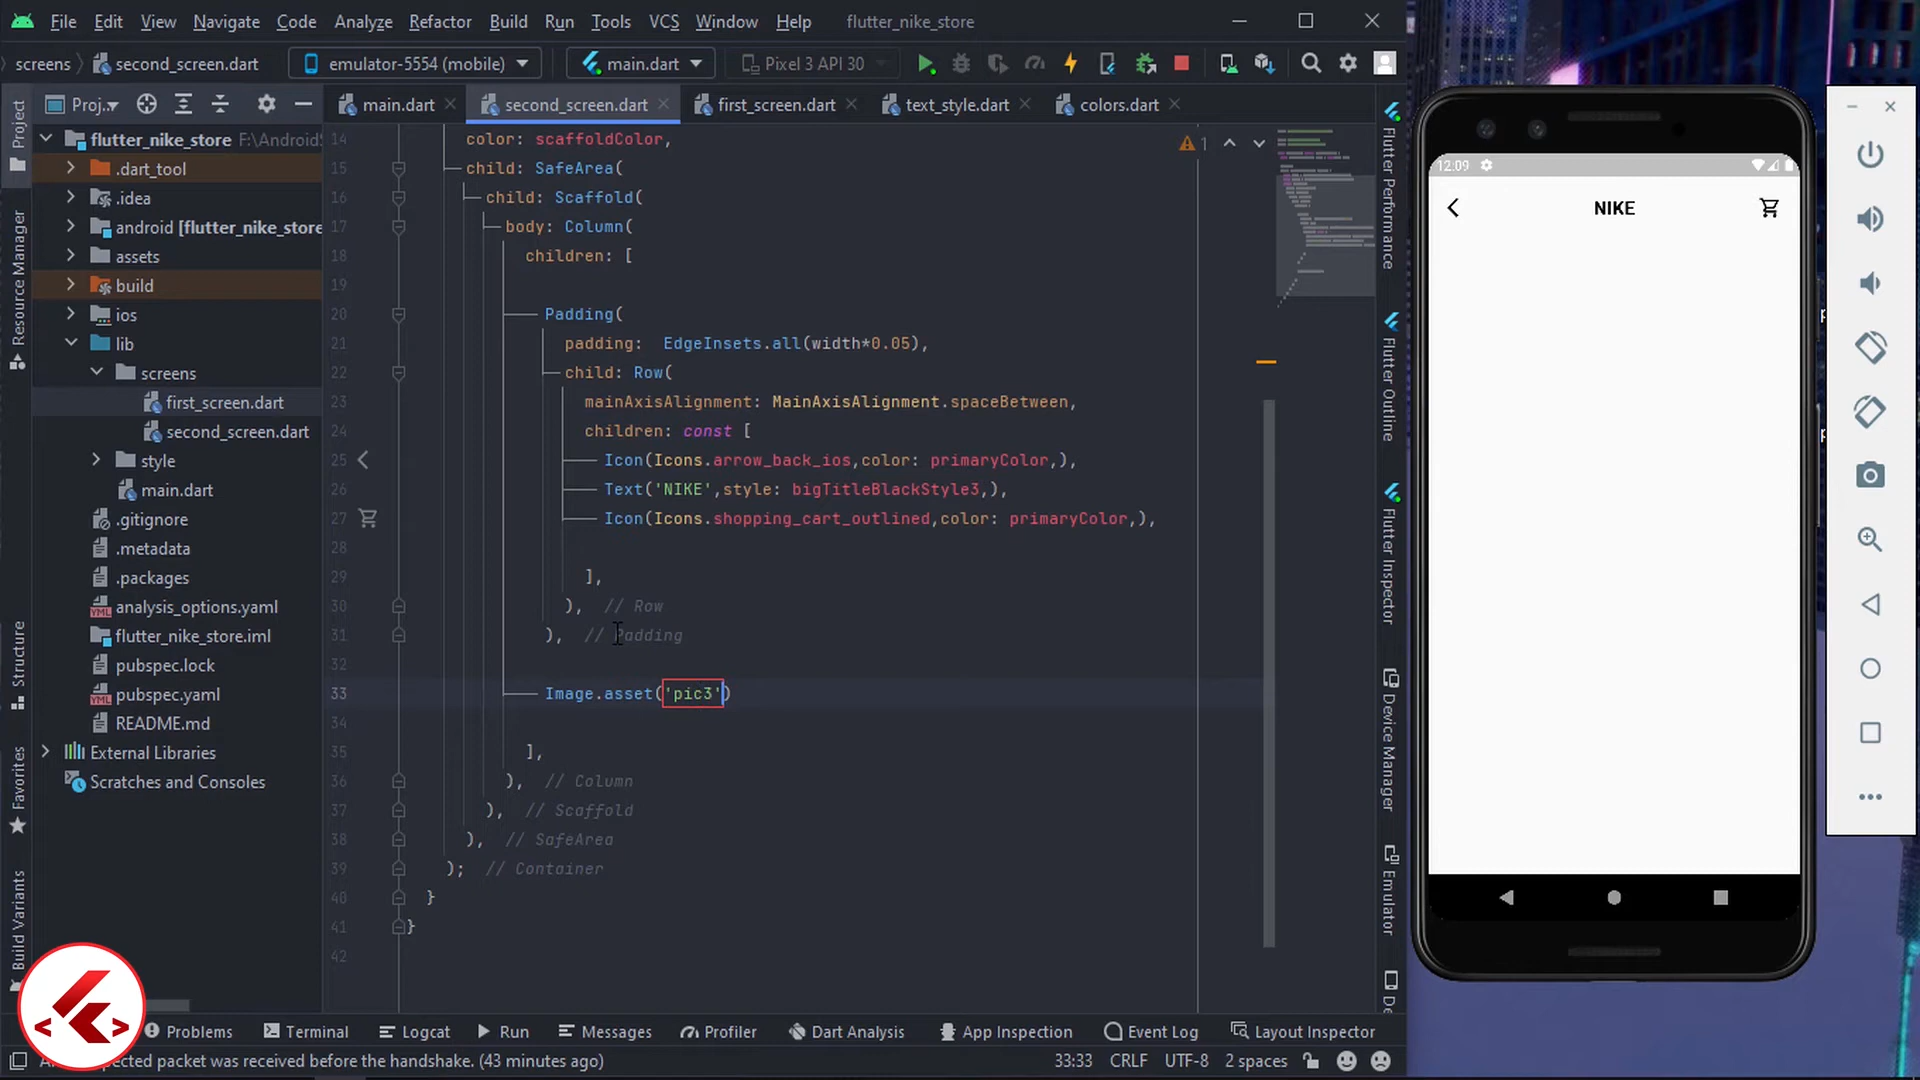 File Edit View Navigate Code Analyze Refactor Build Run Tools VCS Window Help flutter_nike_store
screens second_screen.dart emulator-5554 (mobile) main.dart Pixel 3 API 30
Project Proj... main.dart second_screen.dart first_screen.dart text_style.dart colors.dart
flutter_nike_store F:\Android
.dart_tool
.idea
android [flutter_nike_store
assets
build
ios
lib
screens
first_screen.dart
second_screen.dart
style
main.dart
.gitignore
.metadata
.packages
analysis_options.yaml
flutter_nike_store.iml
pubspec.lock
pubspec.yaml
README.md
External Libraries
Scratches and Consoles
Resource Manager
Structure
Favorites
Build Variants
14 color: scaffoldColor,
15 child: SafeArea(
16 child: Scaffold(
17 body: Column(
18 children: [
19
20 Padding(
21 padding: EdgeInsets.all(width*0.05),
22 child: Row(
23 mainAxisAlignment: MainAxisAlignment.spaceBetween,
24 children: const [
25 Icon(Icons.arrow_back_ios,color: primaryColor,),
26 Text('NIKE',style: bigTitleBlackStyle3,),
27 Icon(Icons.shopping_cart_outlined,color: primaryColor,),
28
29 ],
30 ), // Row
31 ), // Padding
32
33 Image.asset('pic3')
34
35 ],
36 ), // Column
37 ), // Scaffold
38 ), // SafeArea
39 ); // Container
40 }
41 }
42
1
Flutter Performance
Flutter Outline
Flutter Inspector
Device Manager
Emulator
12:09
NIKE
Problems Terminal Logcat Run Messages Profiler Dart Analysis App Inspection Event Log Layout Inspector
packet was received before the handshake. (43 minutes ago) 33:33 CRLF UTF-8 2 spaces